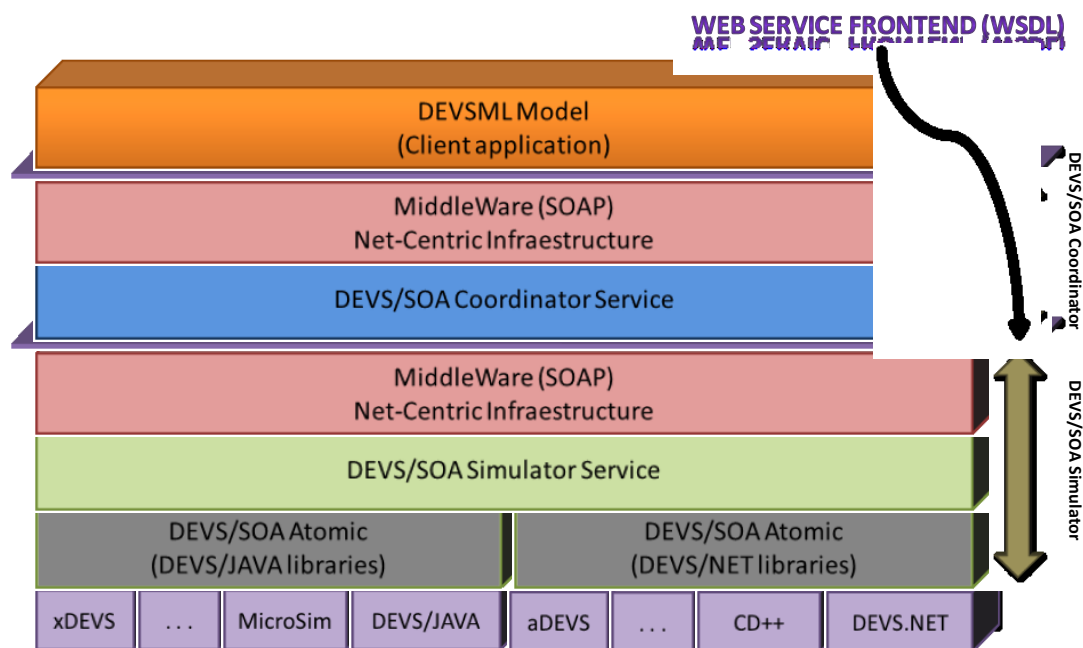 WEB SERVICE FRONTEND (WSDL)
DEVSML Model
(Client application)
MiddleWare (SOAP)
Net-Centric Infraestructure
DEVS/SOA Coordinator Service
DEVS/SOA Coordinator
MiddleWare (SOAP)
Net-Centric Infraestructure
DEVS/SOA Simulator Service
DEVS/SOA Simulator
DEVS/SOA Atomic
(DEVS/JAVA libraries)
DEVS/SOA Atomic
(DEVS/NET libraries)
xDEVS
...
MicroSim
DEVS/JAVA
aDEVS
...
CD++
DEVS.NET